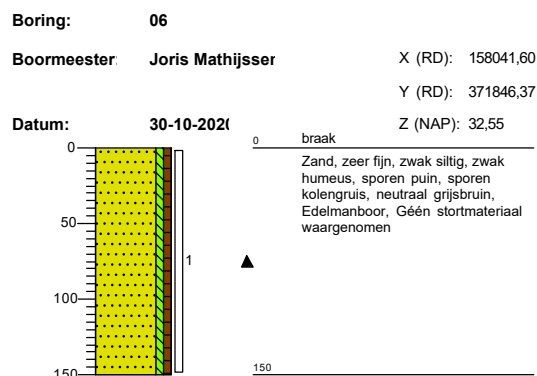 Boring: 06
Boormeester: Joris Mathijssen X (RD): 158041,60
Y (RD): 371846,37
Datum: 30-10-2020 Z (NAP): 32,55
0 0 braak
Zand, zeer fijn, zwak siltig, zwak
humeus, sporen puin, sporen
kolengruis, neutraal grijsbruin,
Edelmanboor, Géén stortmateriaal
waargenomen
50
1
100
150 150